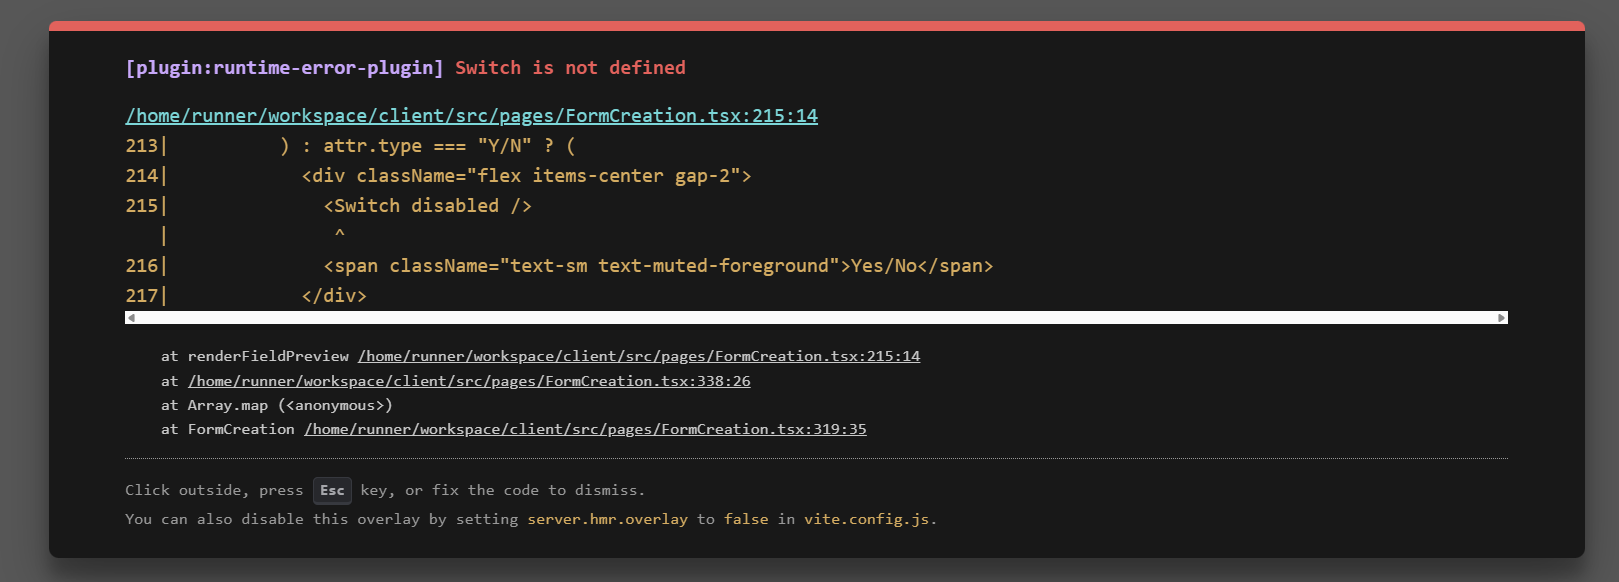 [plugin:runtime-error-plugin] Switch is not defined
/home/runner/workspace/client/src/pages/FormCreation.tsx:215:14
213|          ) : attr.type === "Y/N" ? (
214|            <div className="flex items-center gap-2">
215|              <Switch disabled />
   |               ^
216|              <span className="text-sm text-muted-foreground">Yes/No</span>
217|            </div>
at renderFieldPreview /home/runner/workspace/client/src/pages/FormCreation.tsx:215:14
at /home/runner/workspace/client/src/pages/FormCreation.tsx:338:26
at Array.map (<anonymous>)
at FormCreation /home/runner/workspace/client/src/pages/FormCreation.tsx:319:35
Click outside, press Esc key, or fix the code to dismiss.
You can also disable this overlay by setting server.hmr.overlay to false in vite.config.js.